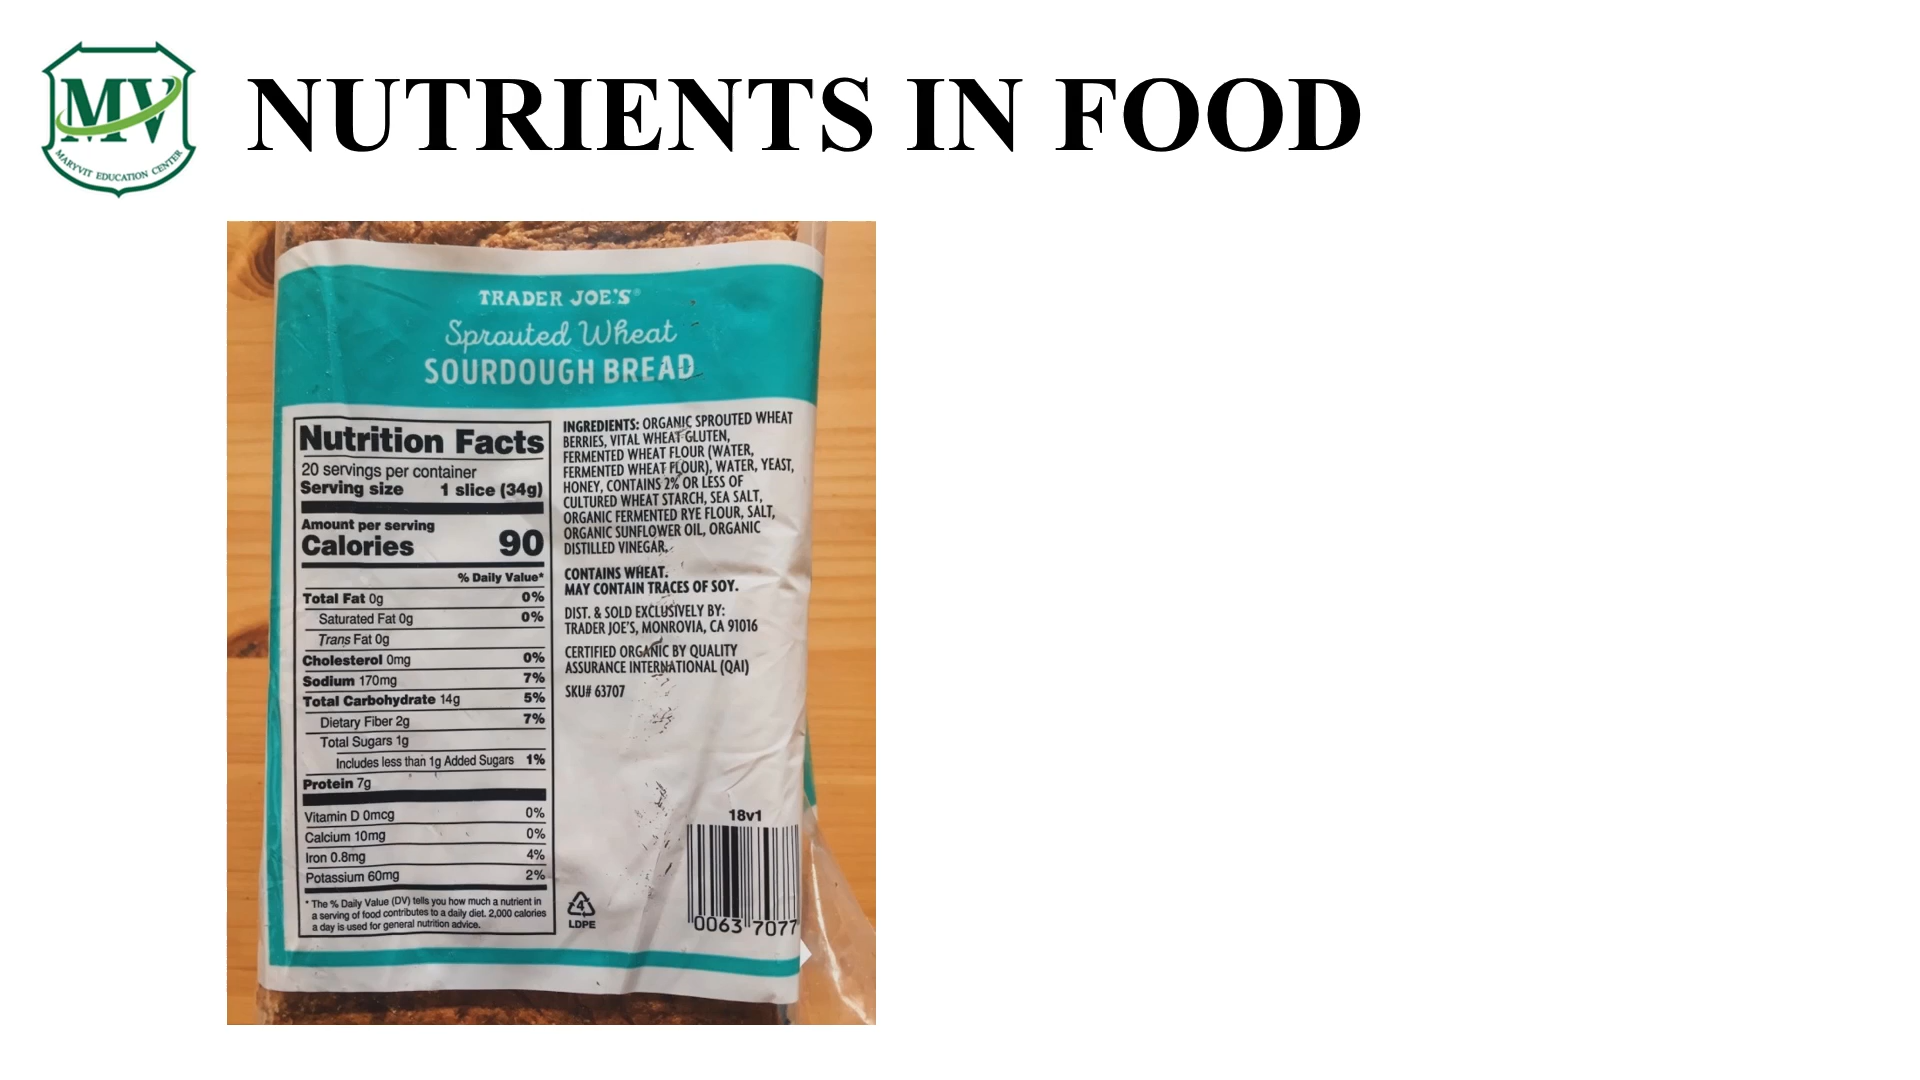 MV
MARYVIT EDUCATION CENTER
NUTRIENTS IN FOOD
TRADER JOE'S®
Sprouted Wheat
SOURDOUGH BREAD
Nutrition Facts
20 servings per container
Serving size 1 slice (34g)
Amount per serving
Calories 90
% Daily Value*
Total Fat 0g 0%
Saturated Fat 0g 0%
Trans Fat 0g
Cholesterol 0mg 0%
Sodium 170mg 7%
Total Carbohydrate 14g 5%
Dietary Fiber 2g 7%
Total Sugars 1g
Includes less than 1g Added Sugars 1%
Protein 7g
Vitamin D 0mcg 0%
Calcium 10mg 0%
Iron 0.8mg 4%
Potassium 60mg 2%
* The % Daily Value (DV) tells you how much a nutrient in
a serving of food contributes to a daily diet. 2,000 calories
a day is used for general nutrition advice.
INGREDIENTS: ORGANIC SPROUTED WHEAT
BERRIES, VITAL WHEAT GLUTEN,
FERMENTED WHEAT FLOUR (WATER,
FERMENTED WHEAT FLOUR), WATER, YEAST,
HONEY, CONTAINS 2% OR LESS OF
CULTURED WHEAT STARCH, SEA SALT,
ORGANIC FERMENTED RYE FLOUR, SALT,
ORGANIC SUNFLOWER OIL, ORGANIC
DISTILLED VINEGAR.
CONTAINS WHEAT.
MAY CONTAIN TRACES OF SOY.
DIST. & SOLD EXCLUSIVELY BY:
TRADER JOE'S, MONROVIA, CA 91016
CERTIFIED ORGANIC BY QUALITY
ASSURANCE INTERNATIONAL (QAI)
SKU# 63707
18v1
4
LDPE
0063 7077